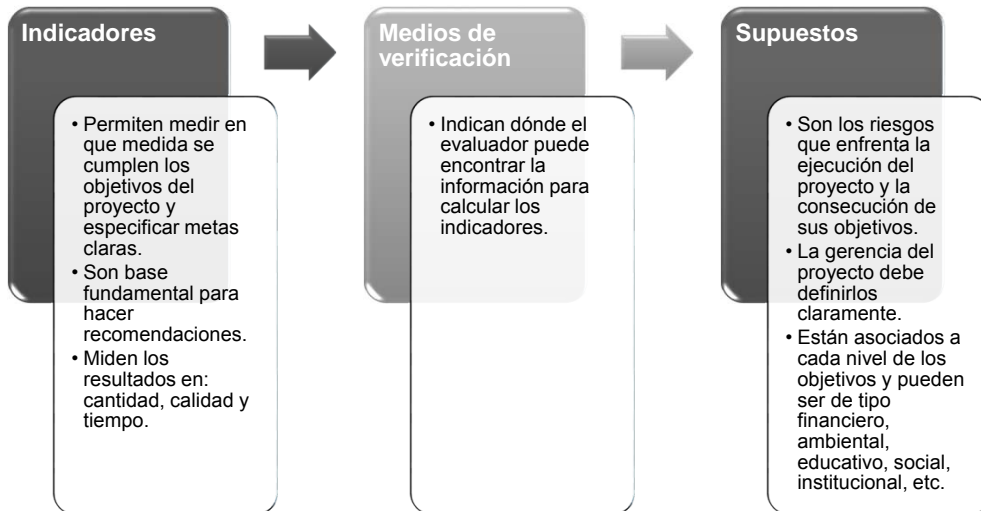 Indicadores
• Permiten medir en
que medida se
cumplen los
objetivos del
proyecto y
especificar metas
claras.
• Son base
fundamental para
hacer
recomendaciones.
• Miden los
resultados en:
cantidad, calidad y
tiempo.
Medios de
verificación
• Indican dónde el
evaluador puede
encontrar la
información para
calcular los
indicadores.
Supuestos
• Son los riesgos
que enfrenta la
ejecución del
proyecto y la
consecución de
sus objetivos.
• La gerencia del
proyecto debe
definirlos
claramente.
• Están asociados a
cada nivel de los
objetivos y pueden
ser de tipo
financiero,
ambiental,
educativo, social,
institucional, etc.